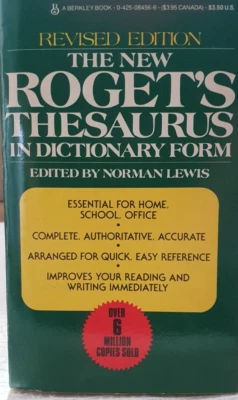 A BERKLEY BOOK · 0-425-08456-8 · ($3.95 CANADA) · $3.50 U.S.
REVISED EDITION
THE NEW
ROGET'S
THESAURUS
IN DICTIONARY FORM
EDITED BY NORMAN LEWIS
ESSENTIAL FOR HOME,
SCHOOL, OFFICE
•
COMPLETE, AUTHORITATIVE, ACCURATE
•
ARRANGED FOR QUICK, EASY REFERENCE
•
IMPROVES YOUR READING AND
WRITING IMMEDIATELY
OVER
6
MILLION
COPIES SOLD